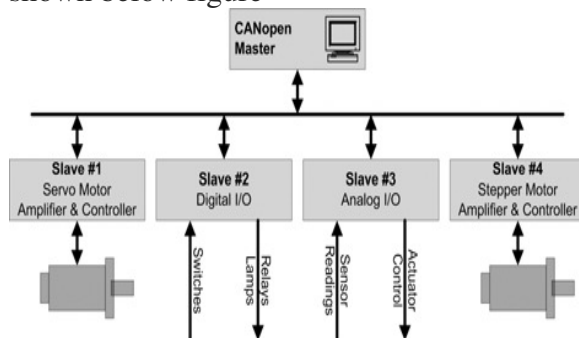 shown below figure
CANopen
Master
Slave #1
Servo Motor
Amplifier & Controller
Slave #2
Digital I/O
Slave #3
Analog I/O
Slave #4
Stepper Motor
Amplifier & Controller
Switches
Relays
Lamps
Sensor
Readings
Actuator
Control